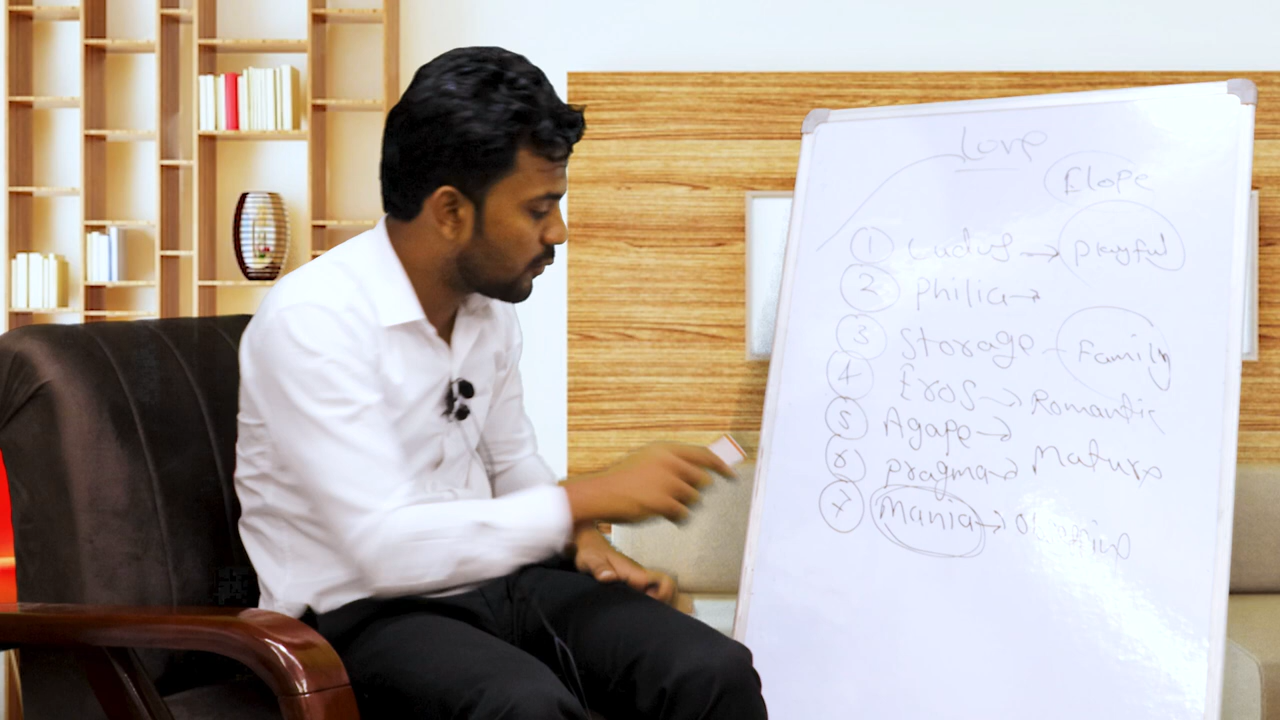 Love
Elope
1 Ludus → Playful
2 Philia →
3 Storage - Family
4 Eros → Romantic
5 Agape →
6 pragma → Mature
7 Mania →